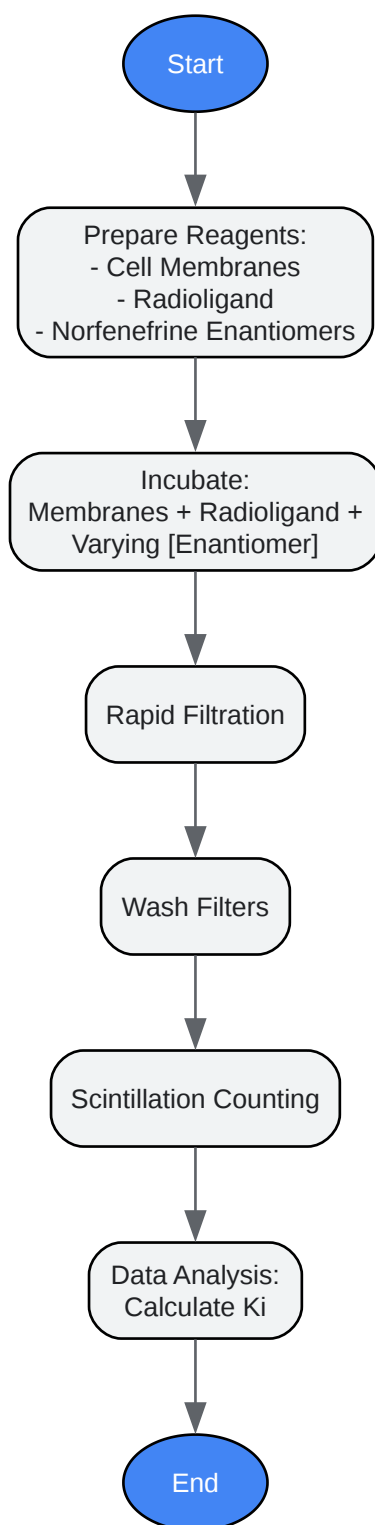 Start
Prepare Reagents:
- Cell Membranes
- Radioligand
- Norfenefrine Enantiomers
Incubate:
Membranes + Radioligand +
Varying [Enantiomer]
Rapid Filtration
Wash Filters
Scintillation Counting
Data Analysis:
Calculate Ki
End